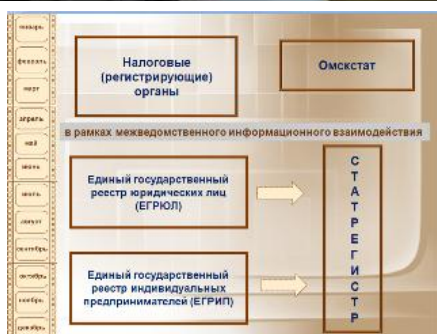 январь
февраль
март
апрель
май
июнь
июль
август
сентябрь
октябрь
ноябрь
декабрь
Налоговые
(регистрирующие)
органы
Омскстат
в рамках межведомственного информационного взаимодействия
Единый государственный
реестр юридических лиц
(ЕГРЮЛ)
Единый государственный
реестр индивидуальных
предпринимателей (ЕГРИП)
С
Т
А
Т
Р
Е
Г
И
С
Т
Р